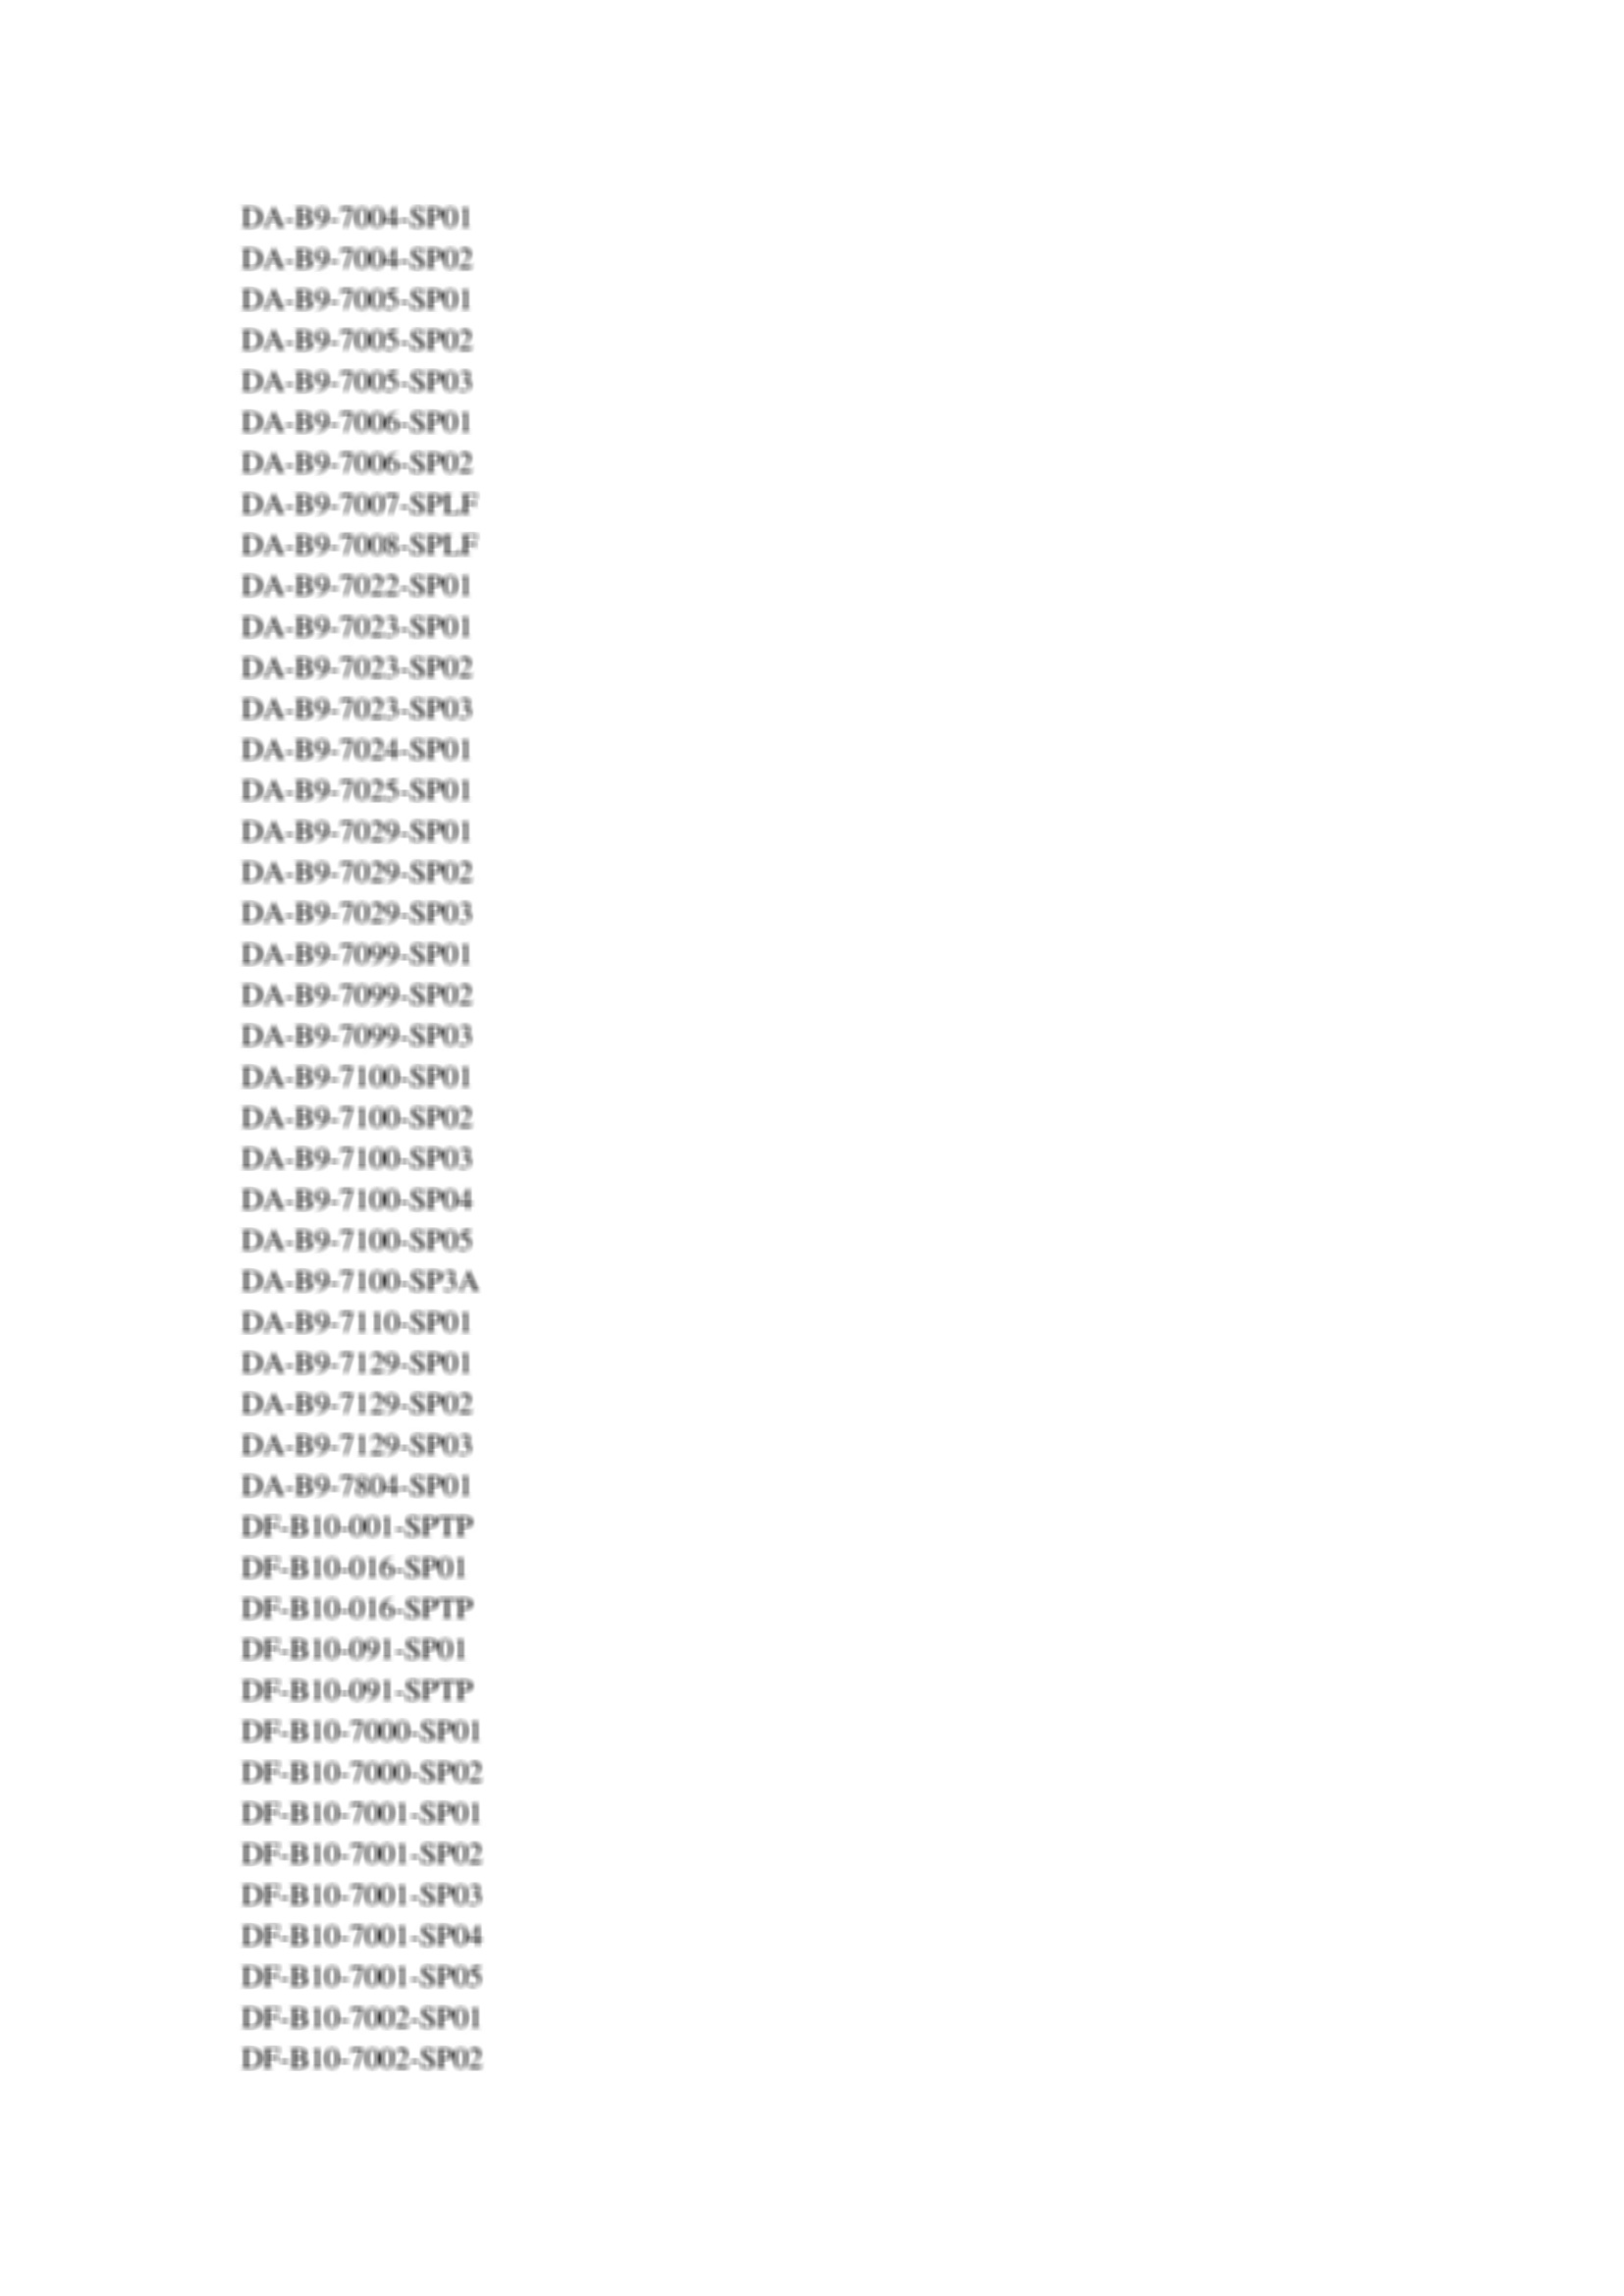 DA-B9-7004-SP01
DA-B9-7004-SP02
DA-B9-7005-SP01
DA-B9-7005-SP02
DA-B9-7005-SP03
DA-B9-7006-SP01
DA-B9-7006-SP02
DA-B9-7007-SPLF
DA-B9-7008-SPLF
DA-B9-7022-SP01
DA-B9-7023-SP01
DA-B9-7023-SP02
DA-B9-7023-SP03
DA-B9-7024-SP01
DA-B9-7025-SP01
DA-B9-7029-SP01
DA-B9-7029-SP02
DA-B9-7029-SP03
DA-B9-7099-SP01
DA-B9-7099-SP02
DA-B9-7099-SP03
DA-B9-7100-SP01
DA-B9-7100-SP02
DA-B9-7100-SP03
DA-B9-7100-SP04
DA-B9-7100-SP05
DA-B9-7100-SP3A
DA-B9-7110-SP01
DA-B9-7129-SP01
DA-B9-7129-SP02
DA-B9-7129-SP03
DA-B9-7804-SP01
DF-B10-001-SPTP
DF-B10-016-SP01
DF-B10-016-SPTP
DF-B10-091-SP01
DF-B10-091-SPTP
DF-B10-7000-SP01
DF-B10-7000-SP02
DF-B10-7001-SP01
DF-B10-7001-SP02
DF-B10-7001-SP03
DF-B10-7001-SP04
DF-B10-7001-SP05
DF-B10-7002-SP01
DF-B10-7002-SP02